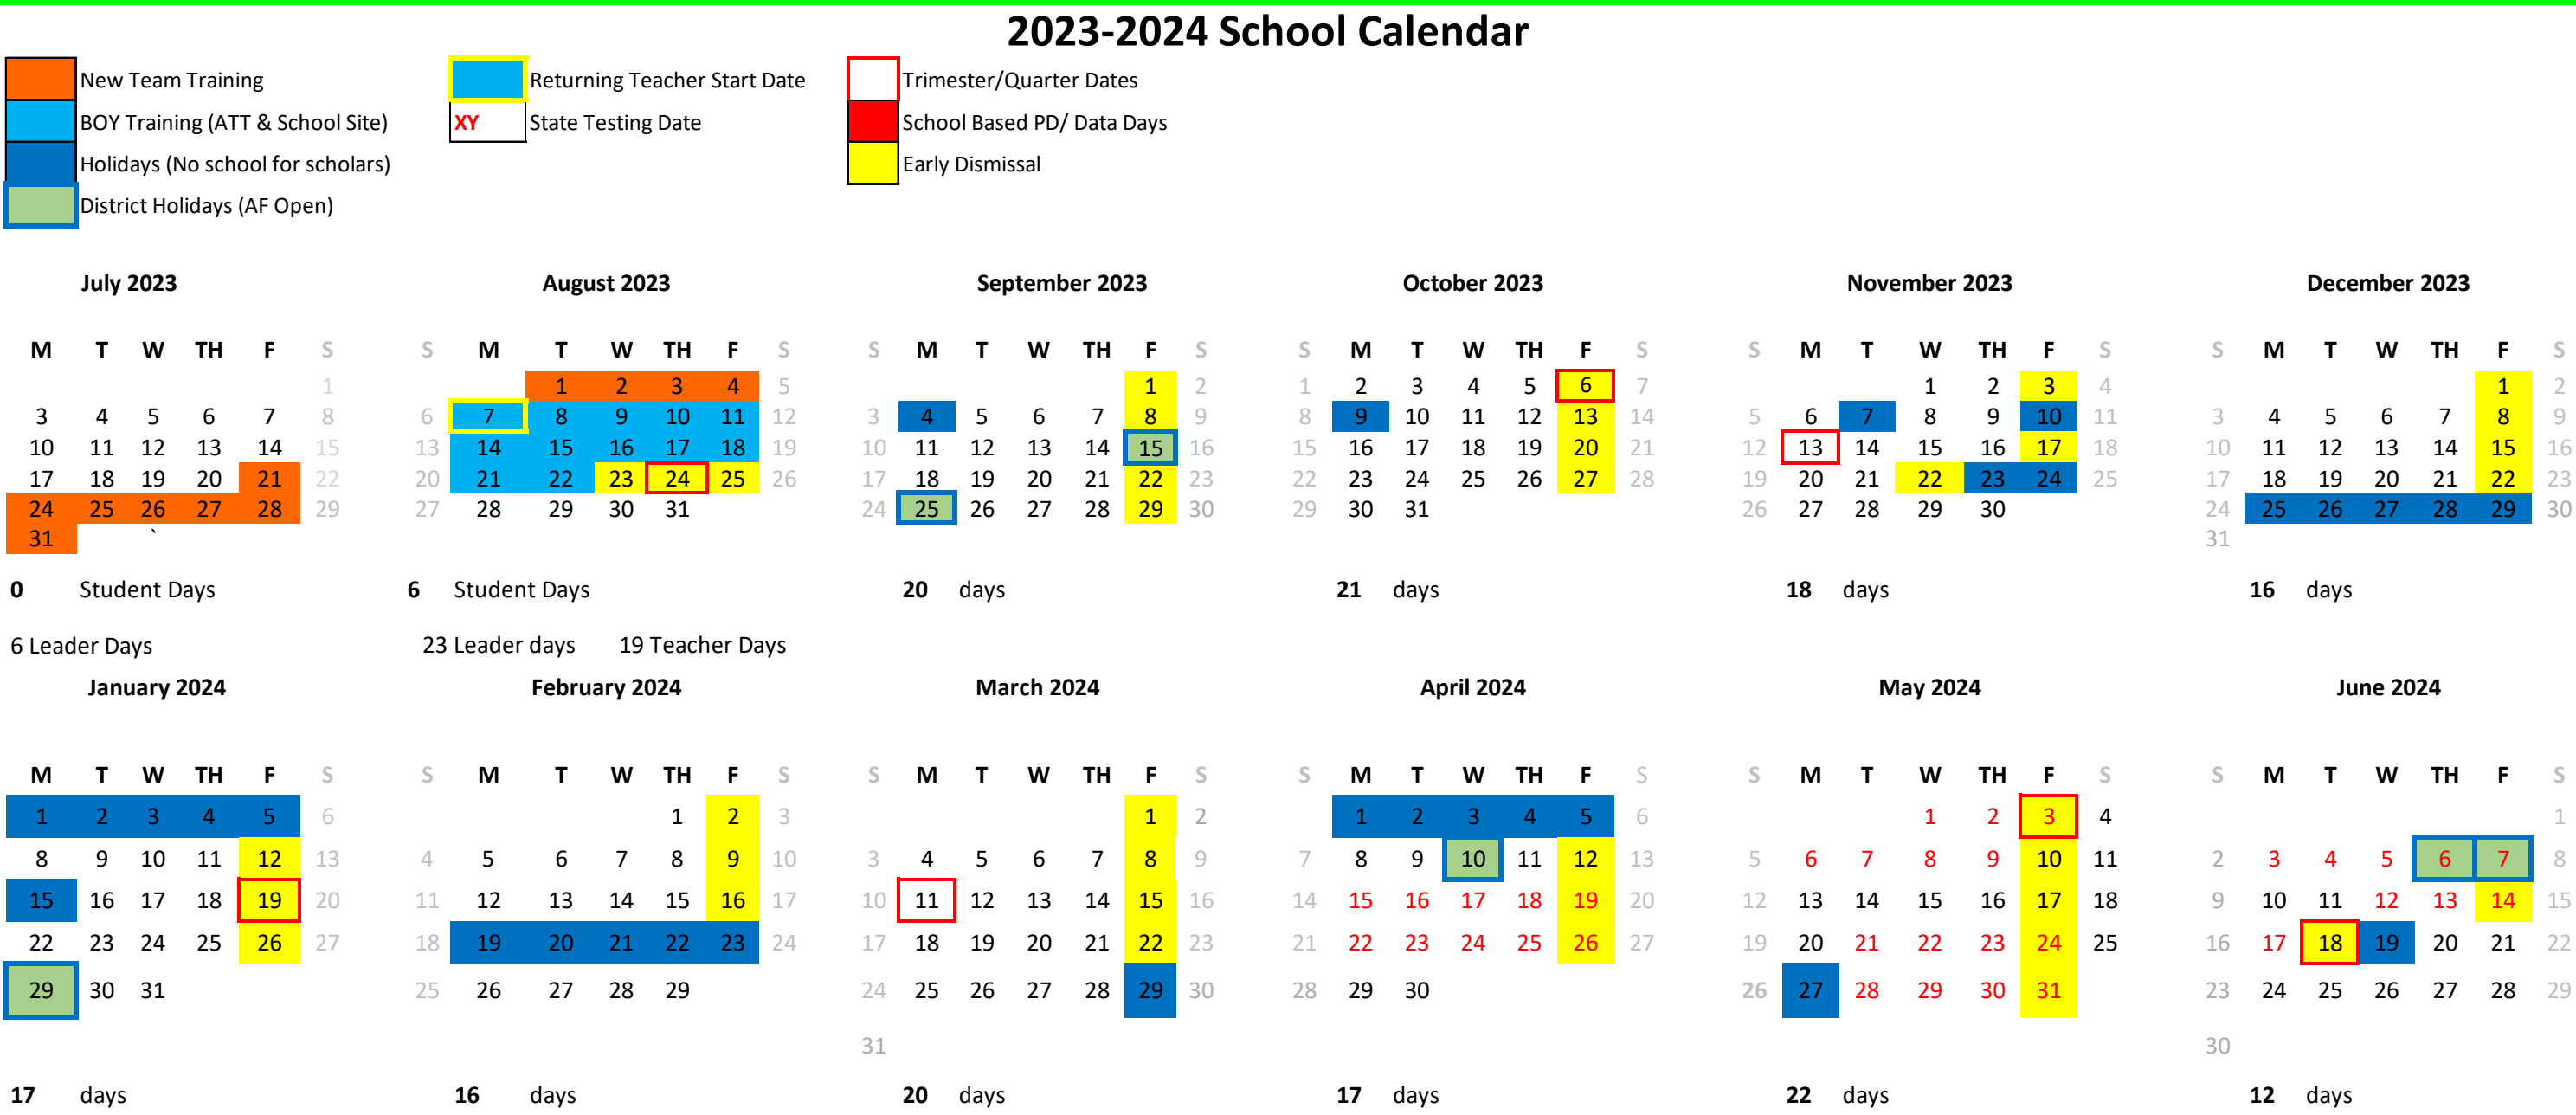 2023-2024 School Calendar
New Team Training Returning Teacher Start Date Trimester/Quarter Dates
BOY Training (ATT & School Site) XY State Testing Date School Based PD/ Data Days
Holidays (No school for scholars) Early Dismissal
District Holidays (AF Open)
July 2023 August 2023 September 2023 October 2023 November 2023 December 2023
M T W TH F S S M T W TH F S S M T W TH F S S M T W TH F S S M T W TH F S S M T W TH F S
1 1 2 3 4 5 1 2 1 2 3 4 5 6 7 1 2 3 4 1 2
3 4 5 6 7 8 6 7 8 9 10 11 12 3 4 5 6 7 8 9 8 9 10 11 12 13 14 5 6 7 8 9 10 11 3 4 5 6 7 8 9
10 11 12 13 14 15 13 14 15 16 17 18 19 10 11 12 13 14 15 16 15 16 17 18 19 20 21 12 13 14 15 16 17 18 10 11 12 13 14 15 16
17 18 19 20 21 22 20 21 22 23 24 25 26 17 18 19 20 21 22 23 22 23 24 25 26 27 28 19 20 21 22 23 24 25 17 18 19 20 21 22 23
24 25 26 27 28 29 27 28 29 30 31 24 25 26 27 28 29 30 29 30 31 26 27 28 29 30 24 25 26 27 28 29 30
31 ` 31
0 Student Days 6 Student Days 20 days 21 days 18 days 16 days
6 Leader Days 23 Leader days 19 Teacher Days
January 2024 February 2024 March 2024 April 2024 May 2024 June 2024
M T W TH F S S M T W TH F S S M T W TH F S S M T W TH F S S M T W TH F S S M T W TH F S
1 2 3 4 5 6 1 2 3 1 2 1 2 3 4 5 6 1 2 3 4 1
8 9 10 11 12 13 4 5 6 7 8 9 10 3 4 5 6 7 8 9 7 8 9 10 11 12 13 5 6 7 8 9 10 11 2 3 4 5 6 7 8
15 16 17 18 19 20 11 12 13 14 15 16 17 10 11 12 13 14 15 16 14 15 16 17 18 19 20 12 13 14 15 16 17 18 9 10 11 12 13 14 15
22 23 24 25 26 27 18 19 20 21 22 23 24 17 18 19 20 21 22 23 21 22 23 24 25 26 27 19 20 21 22 23 24 25 16 17 18 19 20 21 22
29 30 31 25 26 27 28 29 24 25 26 27 28 29 30 28 29 30 26 27 28 29 30 31 23 24 25 26 27 28 29
31 30
17 days 16 days 20 days 17 days 22 days 12 days